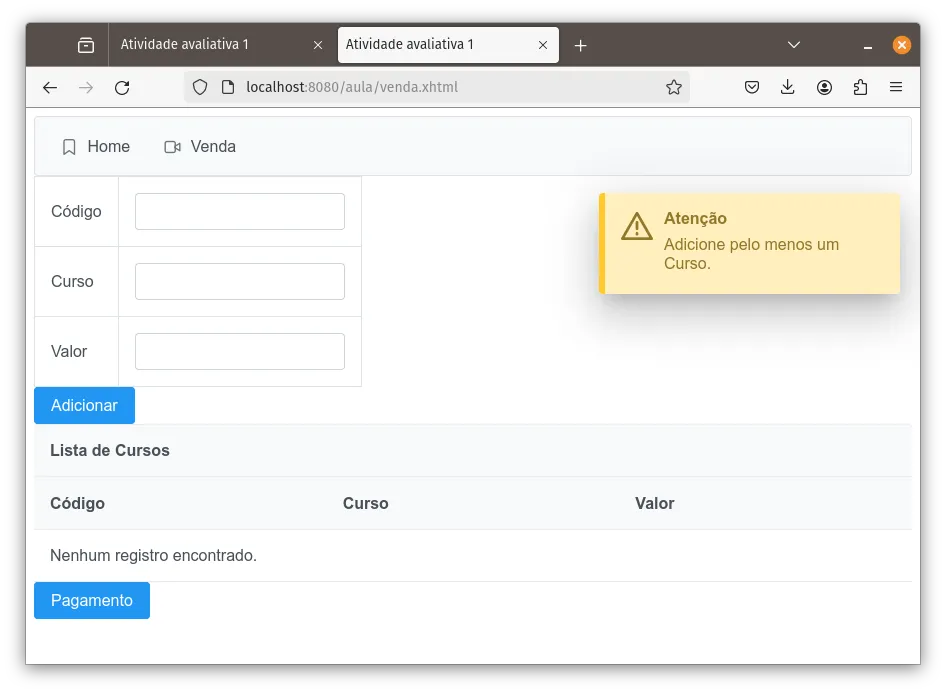 Atividade avaliativa 1
Atividade avaliativa 1
localhost:8080/aula/venda.xhtml
Home Venda
Código
Atenção
Adicione pelo menos um
Curso.
Curso
Valor
Adicionar
Lista de Cursos
Código Curso Valor
Nenhum registro encontrado.
Pagamento